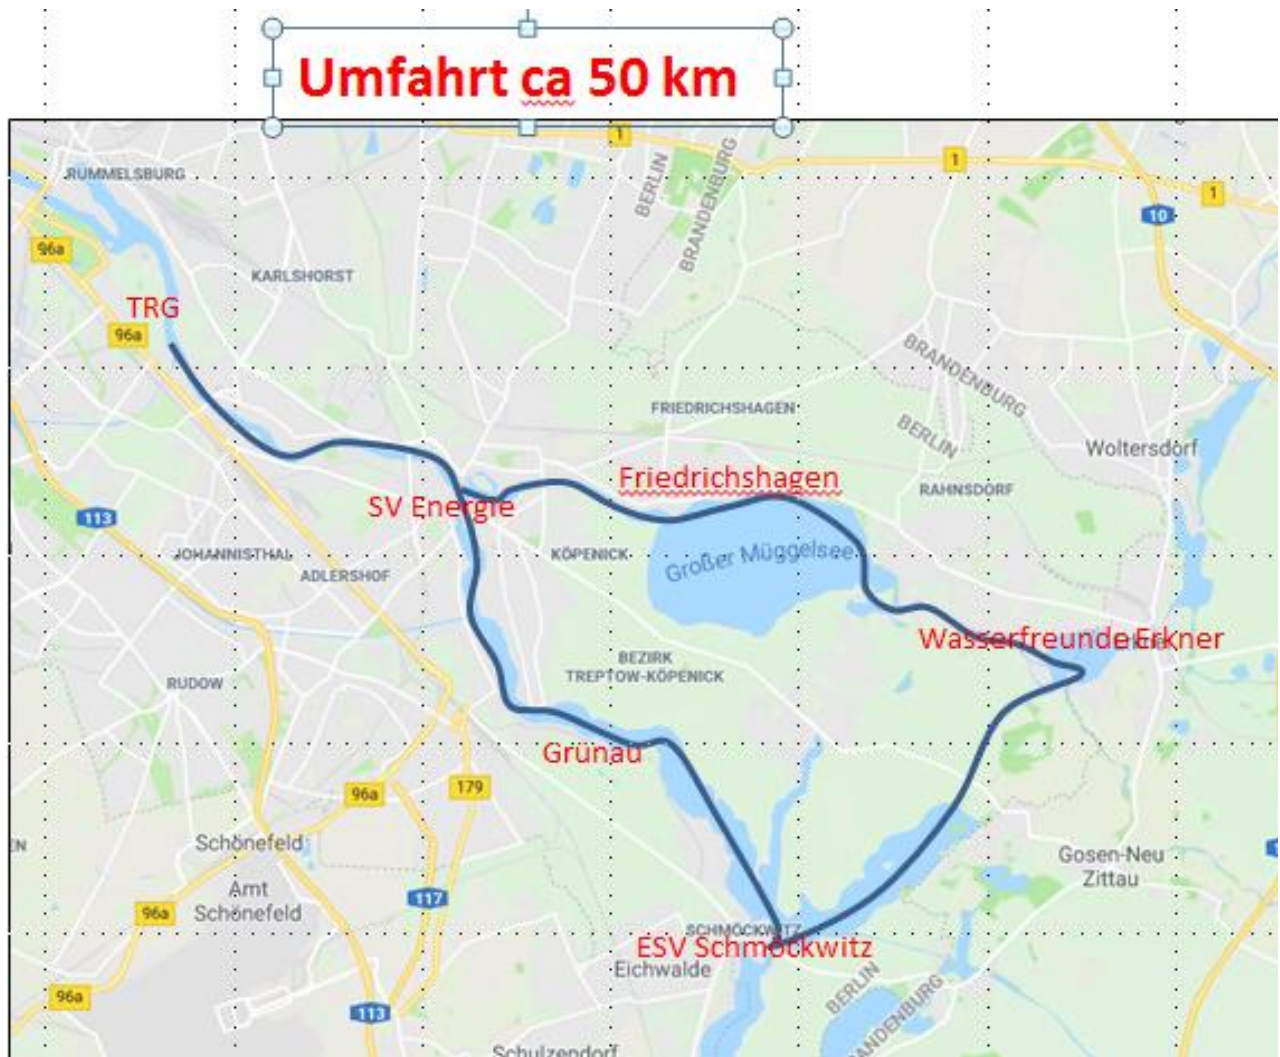 Umfahrt ca 50 km
1
BERLIN
BRANDENBURG
1
1
RUMMELSBURG
10
96a
KARLSHORST
TRG
96a
BRANDENBURG
FRIEDRICHSHAGEN
BERLIN
Woltersdorf
Friedrichshagen
RAHNSDORF
SV Energie
113
JOHANNISTHAL
KÖPENICK
Großer Müggelsee
ADLERSHOF
Wasserfreunde Erkner
BEZIRK
TREPTOW-KÖPENICK
RUDOW
Grünau
96a
179
Schönefeld
EN
Gosen-Neu
Zittau
Amt
Schönefeld
117
96a
SCHMÖCKWITZ
ESV Schmöckwitz
Eichwalde
BERLIN
BRANDENBURG
96a
113
Schulzendorf